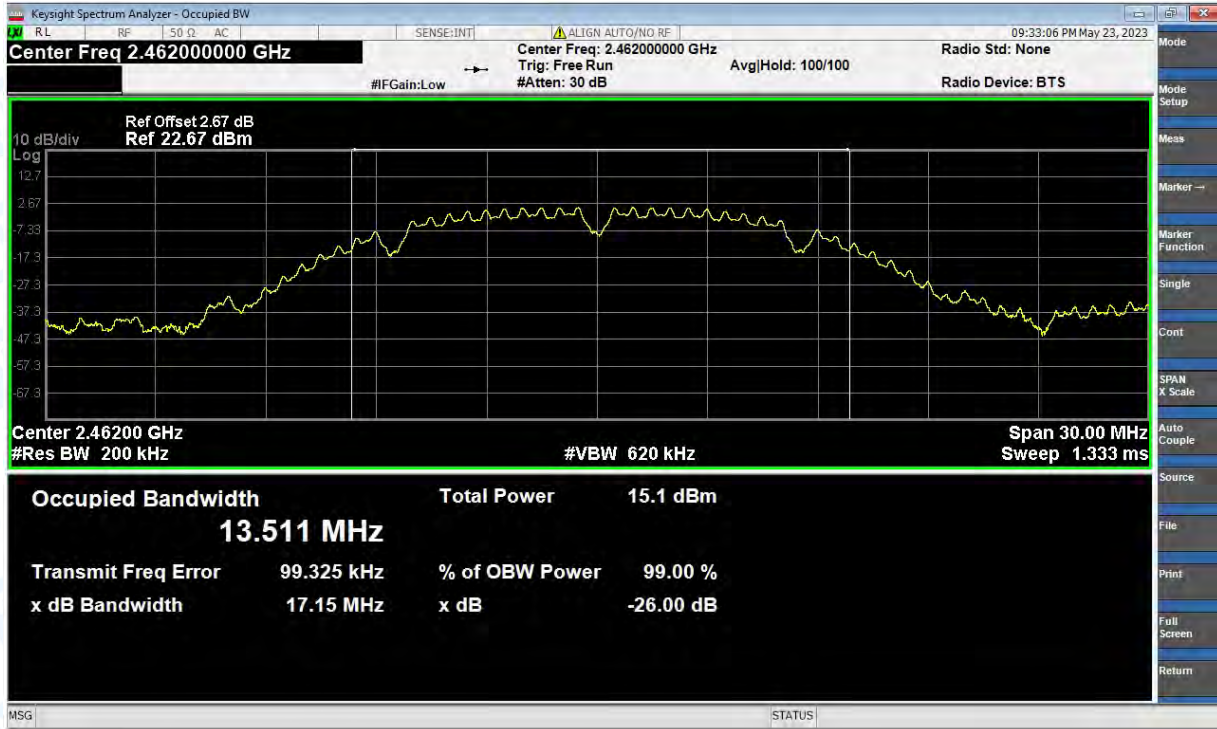 Keysight Spectrum Analyzer - Occupied BW
LXI RL RF 50 Ω AC SENSE:INT ALIGN AUTO/NO RF 09:33:06 PM May 23, 2023
Center Freq 2.462000000 GHz
Center Freq: 2.462000000 GHz
Radio Std: None
Trig: Free Run
Avg|Hold: 100/100
#IFGain:Low
#Atten: 30 dB
Radio Device: BTS
Ref Offset 2.67 dB
10 dB/div
Ref 22.67 dBm
Log
12.7
2.67
-7.33
-17.3
-27.3
-37.3
-47.3
-57.3
-67.3
Center 2.46200 GHz
Span 30.00 MHz
#Res BW 200 kHz
#VBW 620 kHz
Sweep 1.333 ms
Occupied Bandwidth
Total Power 15.1 dBm
13.511 MHz
Transmit Freq Error 99.325 kHz
% of OBW Power 99.00 %
x dB Bandwidth 17.15 MHz
x dB -26.00 dB
MSG
STATUS
Mode
Mode
Setup
Meas
Marker →
Marker
Function
Single
Cont
SPAN
X Scale
Auto
Couple
Source
File
Print
Full
Screen
Return